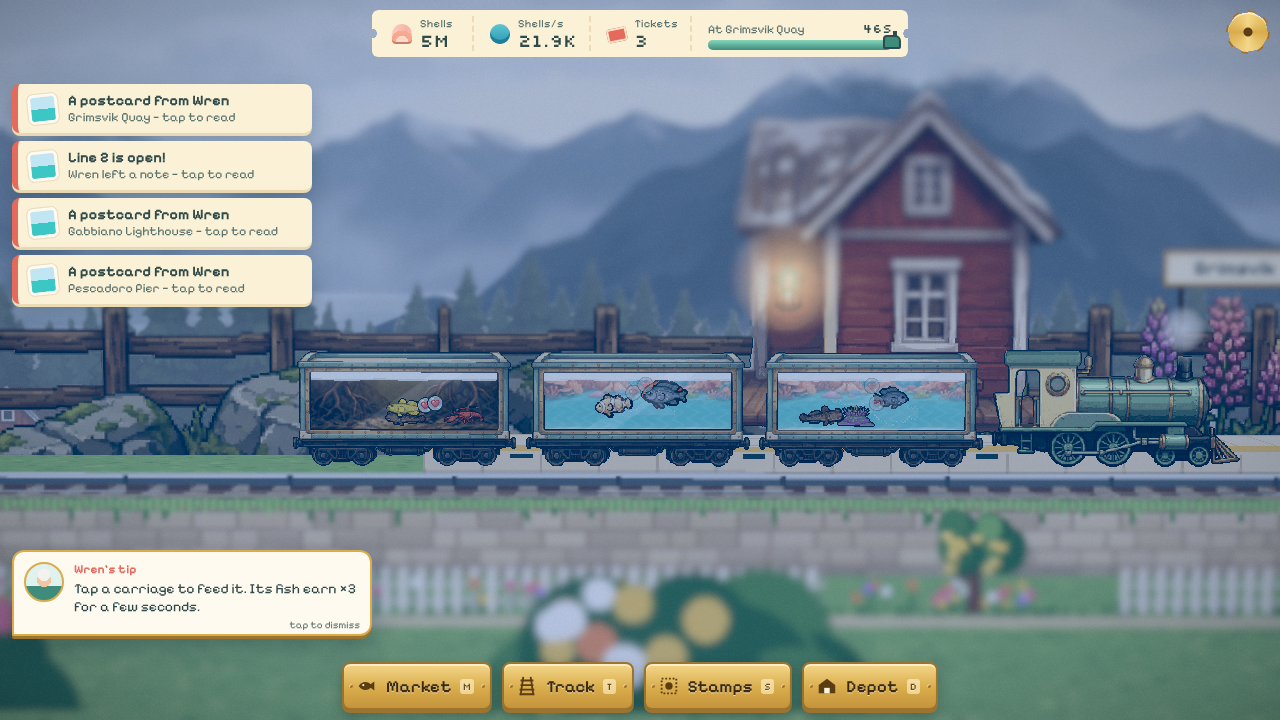 Shells
5M
Shells/s
21.9K
Tickets
3
At Grimsvik Quay
46s
A postcard from Wren
Grimsvik Quay - tap to read
Line 2 is open!
Wren left a note - tap to read
A postcard from Wren
Gabbiano Lighthouse - tap to read
A postcard from Wren
Pescadoro Pier - tap to read
Grimsvik
Wren's tip
Tap a carriage to feed it. Its fish earn ×3
for a few seconds.
tap to dismiss
Market M
Track T
Stamps S
Depot D